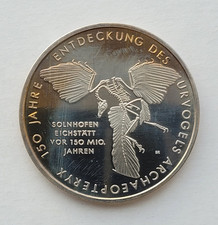 150 JAHRE ENTDECKUNG DES URVOGELS ARCHAEOPTERYX
SOLNHOFEN
EICHSTÄTT
VOR 150 MIO.
JAHREN